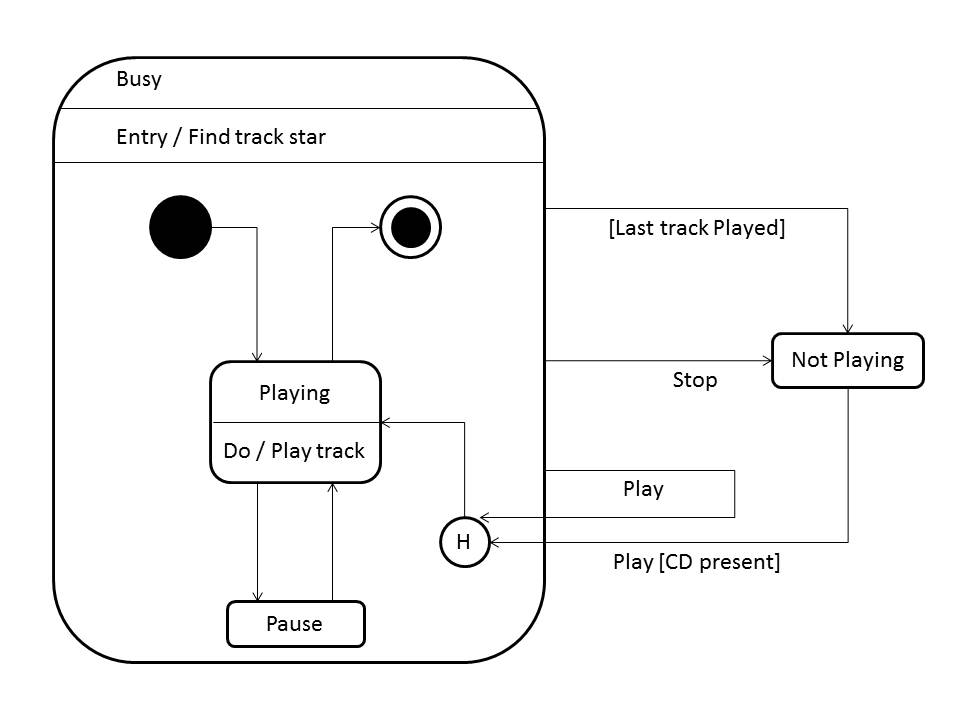 Busy
Entry / Find track star
[Last track Played]
Not Playing
Stop
Playing
Do / Play track
Play
H
Play [CD present]
Pause